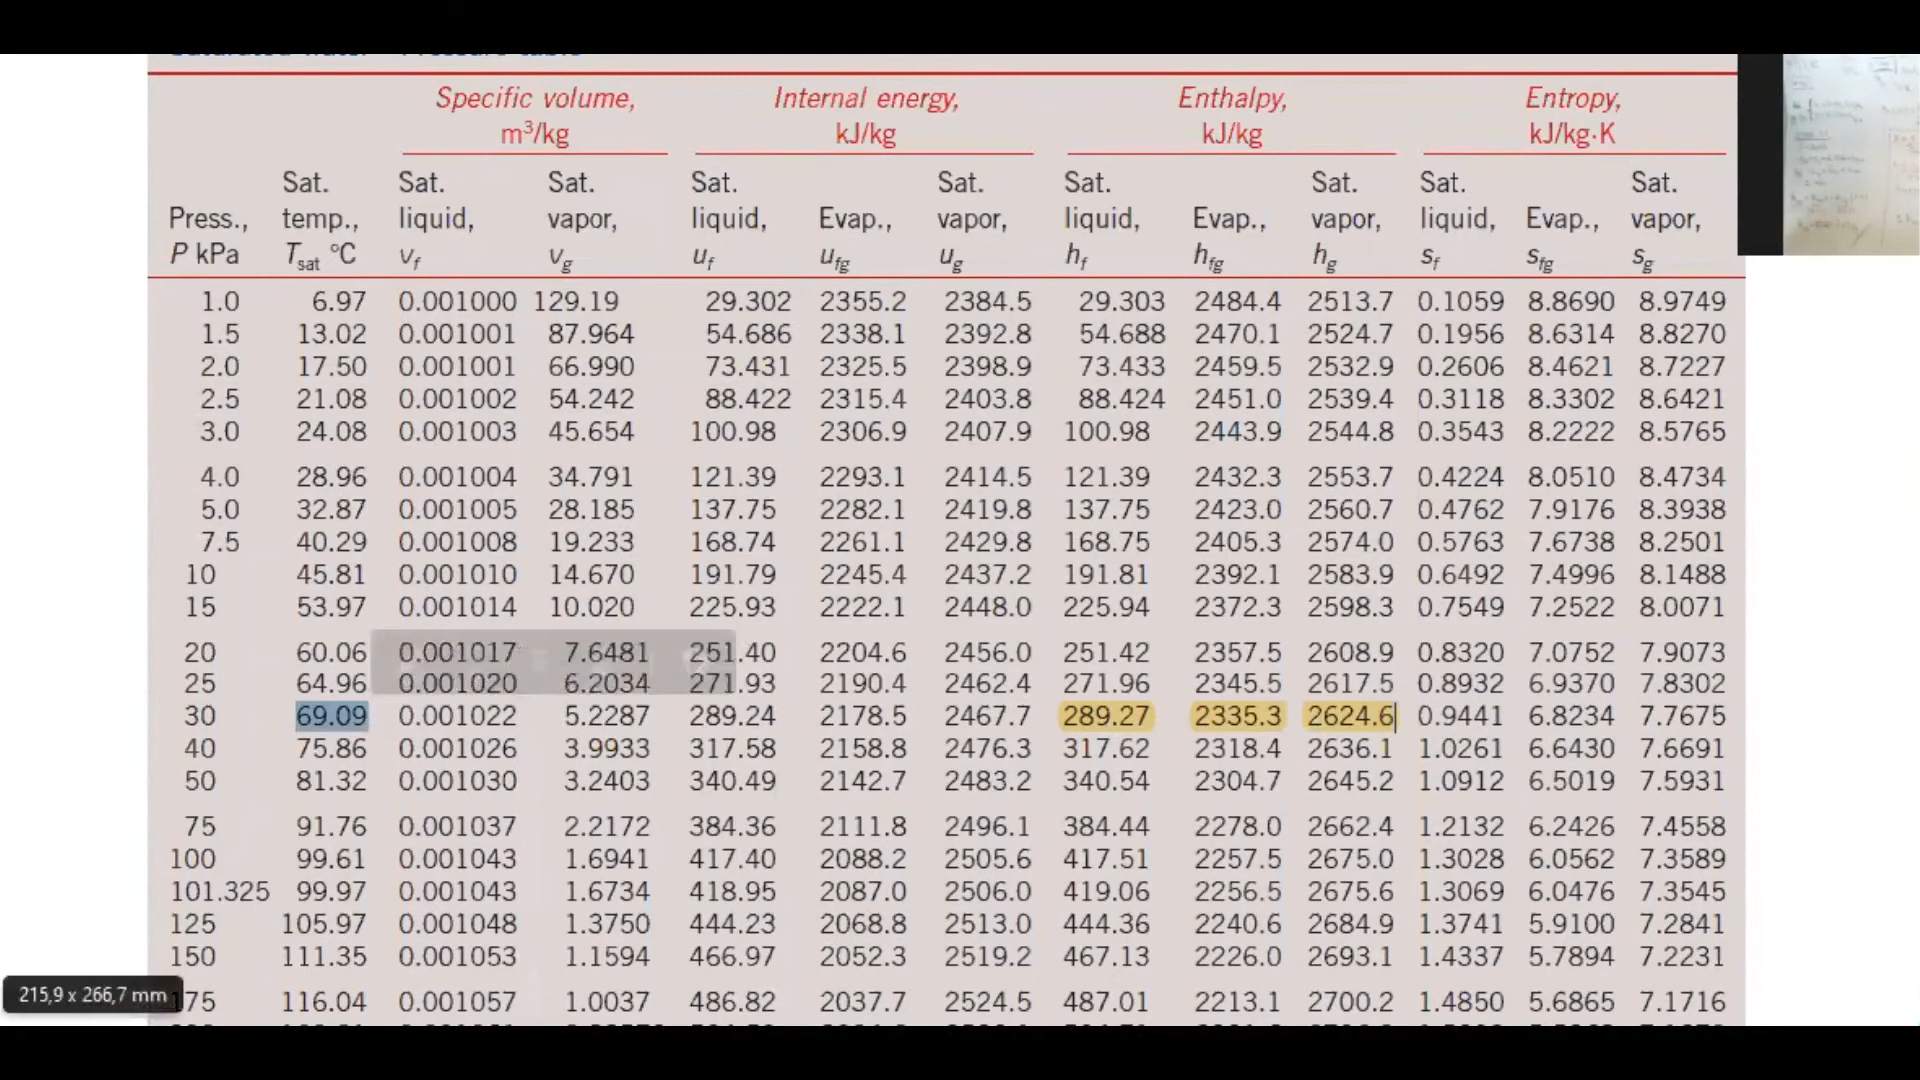 Specific volume, Internal energy, Enthalpy, Entropy,
m³/kg kJ/kg kJ/kg kJ/kg·K
Sat. Sat. Sat. Sat. Sat. Sat. Sat. Sat. Sat.
Press., temp., liquid, vapor, liquid, Evap., vapor, liquid, Evap., vapor, liquid, Evap., vapor,
P kPa Tsat °C vf vg uf ufg ug hf hfg hg sf sfg sg
1.0 6.97 0.001000 129.19 29.302 2355.2 2384.5 29.303 2484.4 2513.7 0.1059 8.8690 8.9749
1.5 13.02 0.001001 87.964 54.686 2338.1 2392.8 54.688 2470.1 2524.7 0.1956 8.6314 8.8270
2.0 17.50 0.001001 66.990 73.431 2325.5 2398.9 73.433 2459.5 2532.9 0.2606 8.4621 8.7227
2.5 21.08 0.001002 54.242 88.422 2315.4 2403.8 88.424 2451.0 2539.4 0.3118 8.3302 8.6421
3.0 24.08 0.001003 45.654 100.98 2306.9 2407.9 100.98 2443.9 2544.8 0.3543 8.2222 8.5765
4.0 28.96 0.001004 34.791 121.39 2293.1 2414.5 121.39 2432.3 2553.7 0.4224 8.0510 8.4734
5.0 32.87 0.001005 28.185 137.75 2282.1 2419.8 137.75 2423.0 2560.7 0.4762 7.9176 8.3938
7.5 40.29 0.001008 19.233 168.74 2261.1 2429.8 168.75 2405.3 2574.0 0.5763 7.6738 8.2501
10 45.81 0.001010 14.670 191.79 2245.4 2437.2 191.81 2392.1 2583.9 0.6492 7.4996 8.1488
15 53.97 0.001014 10.020 225.93 2222.1 2448.0 225.94 2372.3 2598.3 0.7549 7.2522 8.0071
20 60.06 0.001017 7.6481 251.40 2204.6 2456.0 251.42 2357.5 2608.9 0.8320 7.0752 7.9073
25 64.96 0.001020 6.2034 271.93 2190.4 2462.4 271.96 2345.5 2617.5 0.8932 6.9370 7.8302
30 69.09 0.001022 5.2287 289.24 2178.5 2467.7 289.27 2335.3 2624.6 0.9441 6.8234 7.7675
40 75.86 0.001026 3.9933 317.58 2158.8 2476.3 317.62 2318.4 2636.1 1.0261 6.6430 7.6691
50 81.32 0.001030 3.2403 340.49 2142.7 2483.2 340.54 2304.7 2645.2 1.0912 6.5019 7.5931
75 91.76 0.001037 2.2172 384.36 2111.8 2496.1 384.44 2278.0 2662.4 1.2132 6.2426 7.4558
100 99.61 0.001043 1.6941 417.40 2088.2 2505.6 417.51 2257.5 2675.0 1.3028 6.0562 7.3589
101.325 99.97 0.001043 1.6734 418.95 2087.0 2506.0 419.06 2256.5 2675.6 1.3069 6.0476 7.3545
125 105.97 0.001048 1.3750 444.23 2068.8 2513.0 444.36 2240.6 2684.9 1.3741 5.9100 7.2841
150 111.35 0.001053 1.1594 466.97 2052.3 2519.2 467.13 2226.0 2693.1 1.4337 5.7894 7.2231
175 116.04 0.001057 1.0037 486.82 2037.7 2524.5 487.01 2213.1 2700.2 1.4850 5.6865 7.1716
215,9 x 266,7 mm